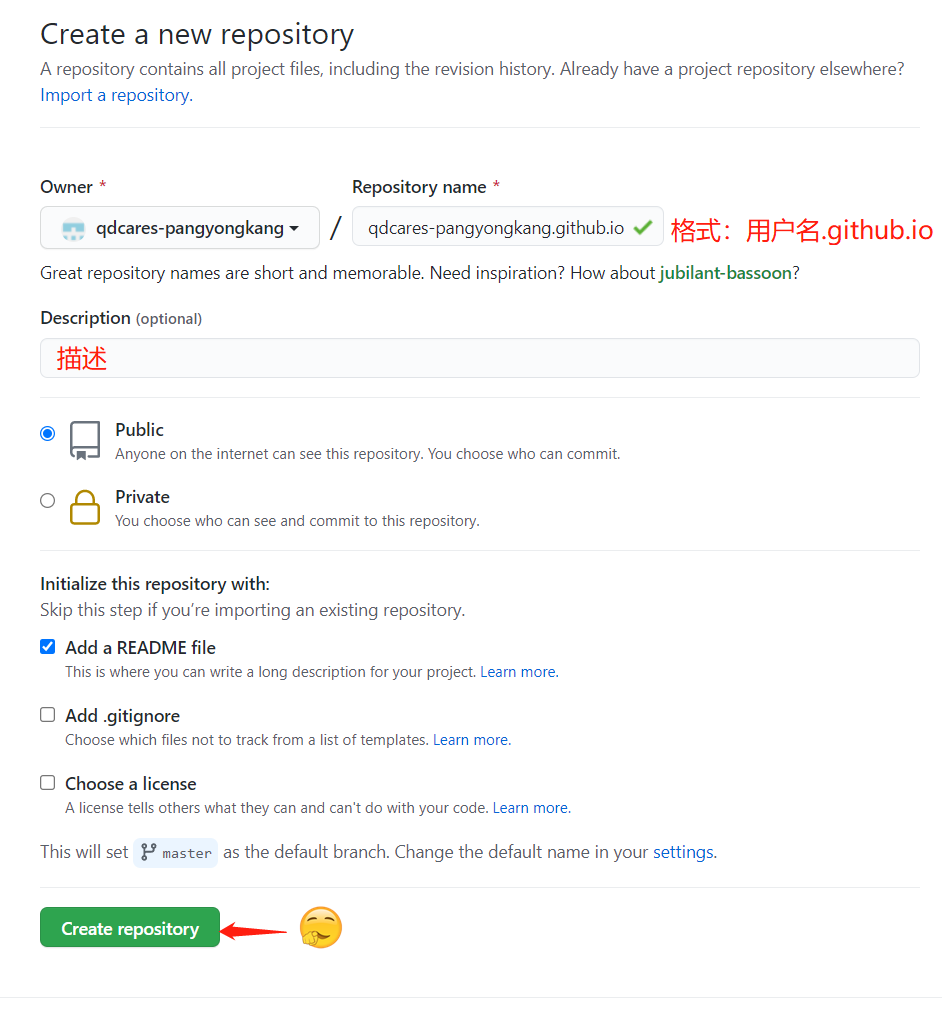 Create a new repository
A repository contains all project files, including the revision history. Already have a project repository elsewhere?
Import a repository.
Owner *
Repository name *
qdcares-pangyongkang
/
qdcares-pangyongkang.github.io
格式：用户名.github.io
Great repository names are short and memorable. Need inspiration? How about jubilant-bassoon?
Description (optional)
描述
Public
Anyone on the internet can see this repository. You choose who can commit.
Private
You choose who can see and commit to this repository.
Initialize this repository with:
Skip this step if you’re importing an existing repository.
Add a README file
This is where you can write a long description for your project. Learn more.
Add .gitignore
Choose which files not to track from a list of templates. Learn more.
Choose a license
A license tells others what they can and can't do with your code. Learn more.
This will set master as the default branch. Change the default name in your settings.
Create repository